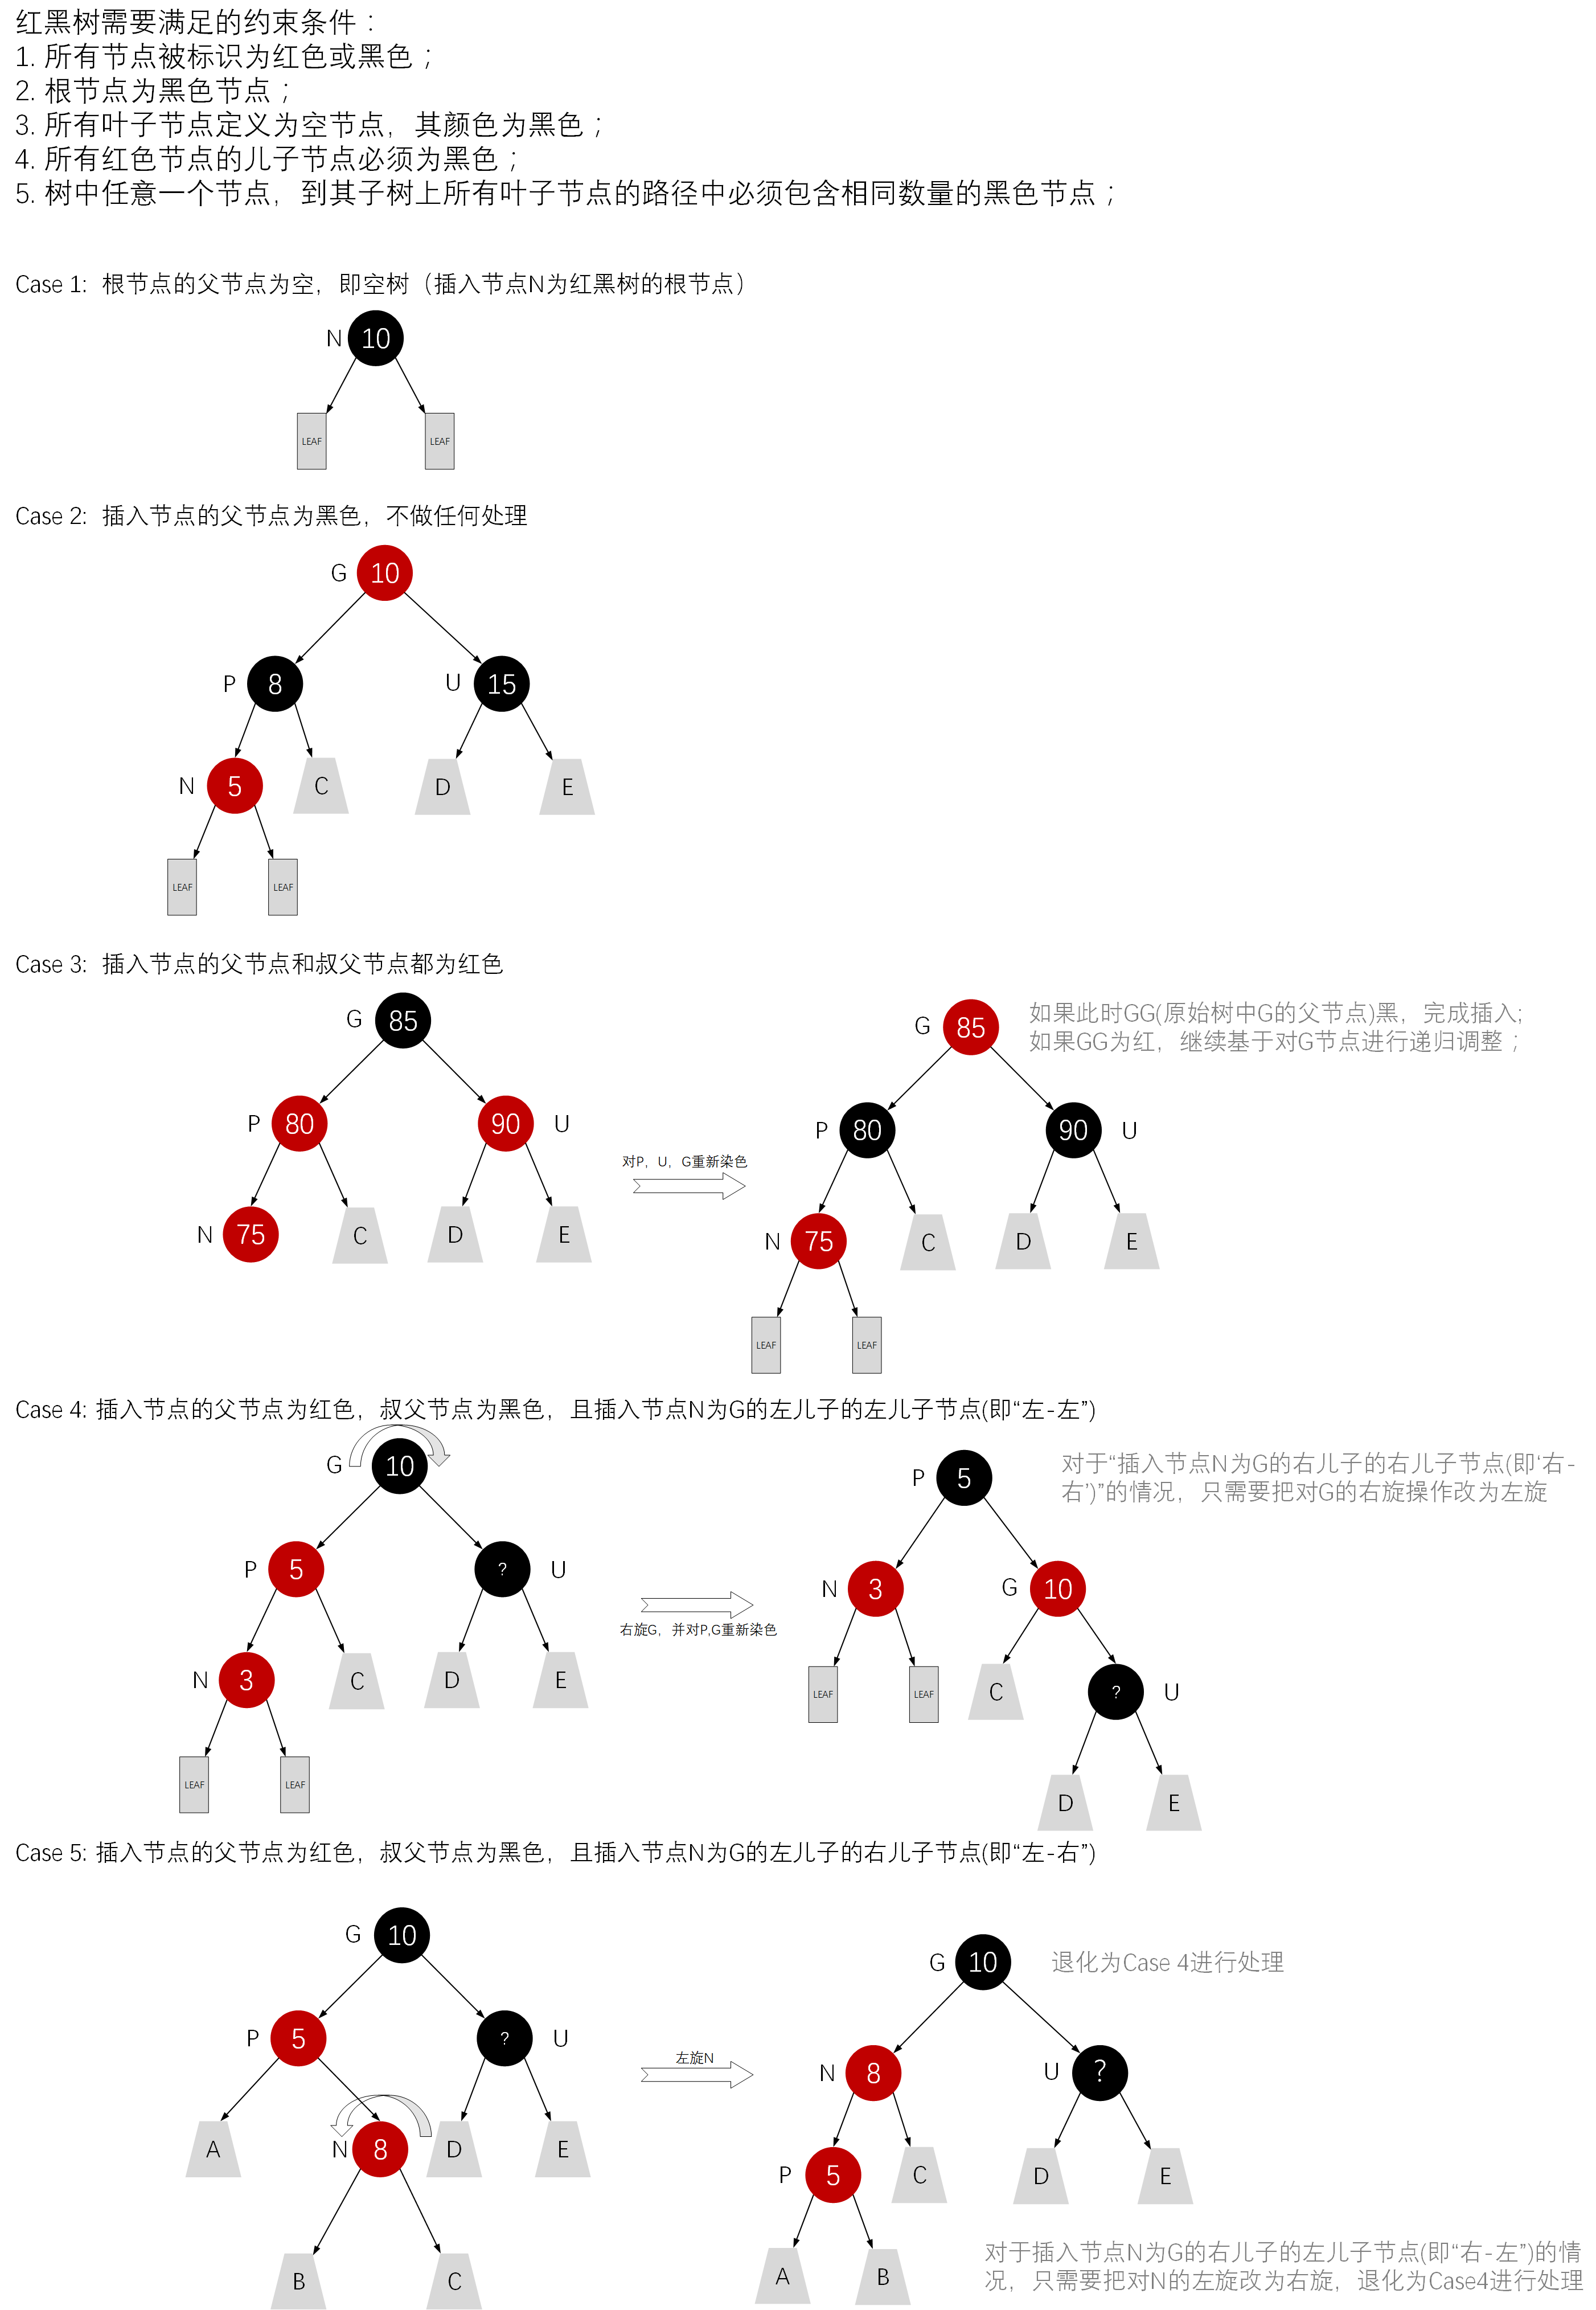 红黑树需要满足的约束条件：
1. 所有节点被标识为红色或黑色；
2. 根节点为黑色节点；
3. 所有叶子节点定义为空节点，其颜色为黑色；
4. 所有红色节点的儿子节点必须为黑色；
5. 树中任意一个节点，到其子树上所有叶子节点的路径中必须包含相同数量的黑色节点；
Case 1: 根节点的父节点为空，即空树（插入节点N为红黑树的根节点）
N 10
LEAF LEAF
Case 2: 插入节点的父节点为黑色，不做任何处理
G 10
P 8 U 15
N 5 C D E
LEAF LEAF
Case 3: 插入节点的父节点和叔父节点都为红色
G 85
P 80 90 U
N 75 C D E
对P，U，G重新染色
G 85
如果此时GG(原始树中G的父节点)黑，完成插入;
如果GG为红，继续基于对G节点进行递归调整；
P 80 90 U
N 75 C D E
LEAF LEAF
Case 4: 插入节点的父节点为红色，叔父节点为黑色，且插入节点N为G的左儿子的左儿子节点(即“左-左”)
G 10
P 5 ? U
N 3 C D E
LEAF LEAF
右旋G，并对P,G重新染色
P 5
对于“插入节点N为G的右儿子的右儿子节点(即‘右-
右’)”的情况，只需要把对G的右旋操作改为左旋
N 3 G 10
LEAF LEAF C ? U
D E
Case 5: 插入节点的父节点为红色，叔父节点为黑色，且插入节点N为G的左儿子的右儿子节点(即“左-右”)
G 10
P 5 ? U
A N 8 D E
B C
左旋N
G 10
退化为Case 4进行处理
N 8 U ?
P 5 C D E
A B
对于插入节点N为G的右儿子的左儿子节点(即“右-左”)的情
况，只需要把对N的左旋改为右旋，退化为Case4进行处理